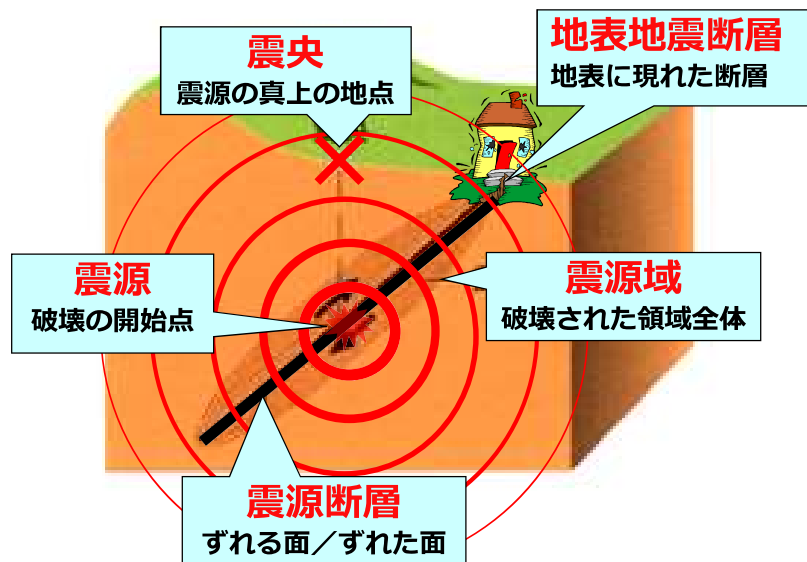 震央
震源の真上の地点
地表地震断層
地表に現れた断層
震源
破壊の開始点
震源域
破壊された領域全体
震源断層
ずれる面／ずれた面